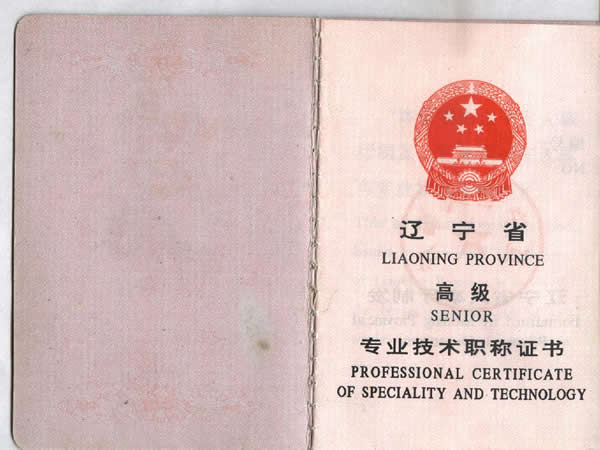 辽宁省
LIAONING PROVINCE
高级
SENIOR
专业技术职称证书
PROFESSIONAL CERTIFICATE
OF SPECIALITY AND TECHNOLOGY